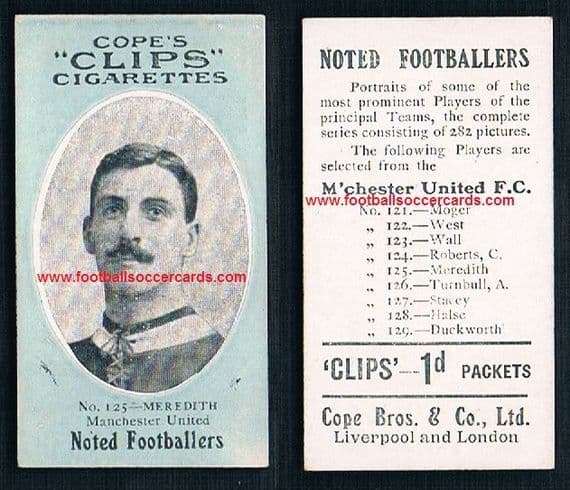 COPE'S
"CLIPS"
CIGARETTES
www.footballsoccercards.com
No. 125—MEREDITH
Manchester United
Noted Footballers
NOTED FOOTBALLERS
Portraits of some of the
most prominent Players of the
principal Teams, the complete
series consisting of 282 pictures.
The following Players are
selected from the
M'chester United F.C.
www.footballsoccercards.com
No. 121.—Moger
„ 122.—West
„ 123.—Wall
„ 124.—Roberts, C.
„ 125.—Meredith
„ 126.—Turnbull, A.
„ 127.—Stacey
„ 128.—Halse
„ 129.—Duckworth
'CLIPS'—1d PACKETS
Cope Bros. & Co., Ltd.
Liverpool and London